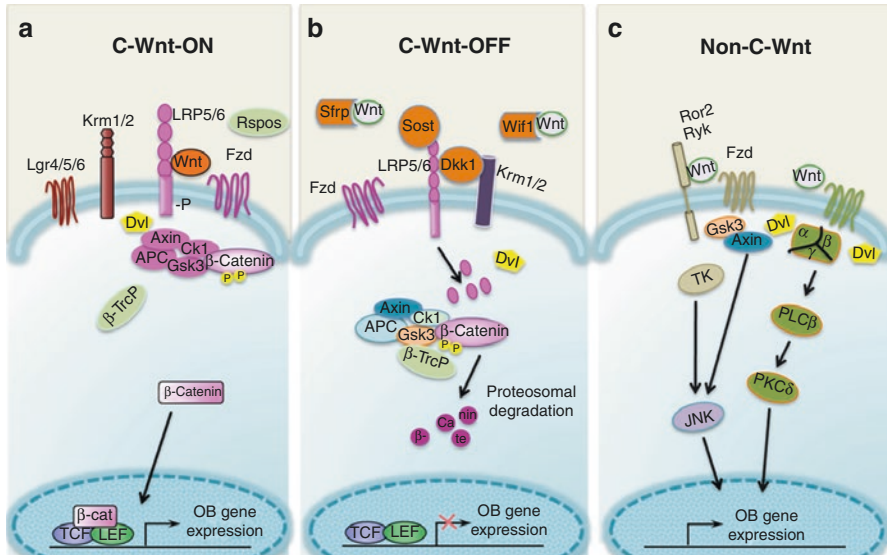 a
C-Wnt-ON
Krm1/2
LRP5/6
Rspos
Lgr4/5/6
Wnt
Fzd
-P
Dvl
Axin
APC
Ck1
Gsk3
β-Catenin
P P
β-TrcP
β-Catenin
β-cat
TCF LEF
OB gene
expression
b
C-Wnt-OFF
Sfrp Wnt
Sost
Wif1 Wnt
LRP5/6
Dkk1
Krm1/2
Fzd
Dvl
Axin
APC
Ck1
Gsk3
β-Catenin
P P
β-TrcP
Proteosomal
degradation
β-
Ca
nin
te
TCF LEF
OB gene
expression
c
Non-C-Wnt
Ror2
Ryk
Wnt
Fzd
Wnt
Gsk3
Axin
Dvl
α β
γ
Dvl
TK
PLCβ
PKCδ
JNK
OB gene
expression